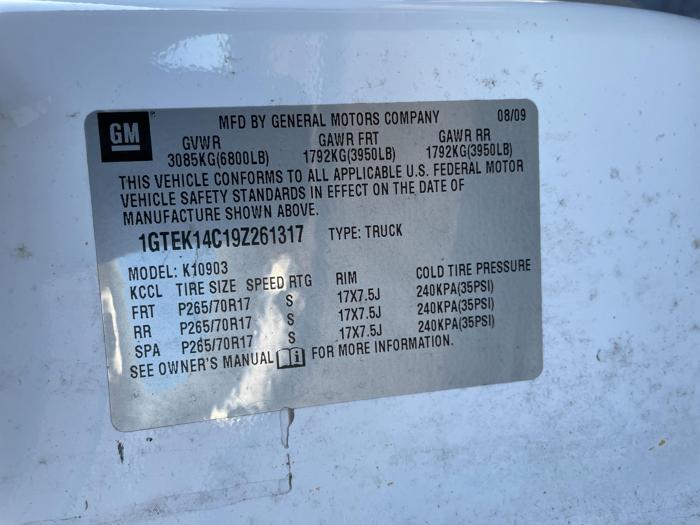 GM
MFD BY GENERAL MOTORS COMPANY 08/09
GVWR GAWR FRT GAWR RR
3085KG(6800LB) 1792KG(3950LB) 1792KG(3950LB)
THIS VEHICLE CONFORMS TO ALL APPLICABLE U.S. FEDERAL MOTOR
VEHICLE SAFETY STANDARDS IN EFFECT ON THE DATE OF
MANUFACTURE SHOWN ABOVE.
1GTEK14C19Z261317 TYPE: TRUCK
MODEL: K10903
KCCL TIRE SIZE SPEED RTG RIM COLD TIRE PRESSURE
FRT P265/70R17 S 17X7.5J 240KPA(35PSI)
RR P265/70R17 S 17X7.5J 240KPA(35PSI)
SPA P265/70R17 S 17X7.5J 240KPA(35PSI)
SEE OWNER'S MANUAL i FOR MORE INFORMATION.